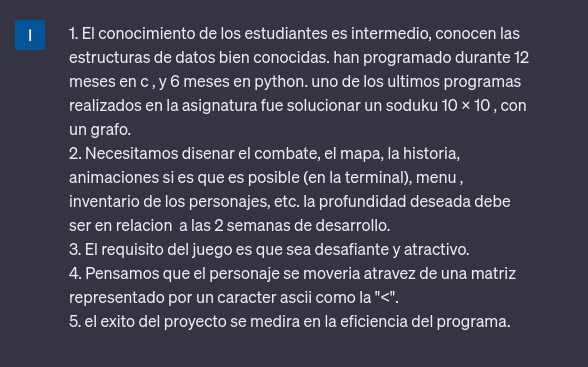 I
1. El conocimiento de los estudiantes es intermedio, conocen las
estructuras de datos bien conocidas. han programado durante 12
meses en c , y 6 meses en python. uno de los ultimos programas
realizados en la asignatura fue solucionar un soduku 10 × 10 , con
un grafo.
2. Necesitamos disenar el combate, el mapa, la historia,
animaciones si es que es posible (en la terminal), menu ,
inventario de los personajes, etc. la profundidad deseada debe
ser en relacion  a las 2 semanas de desarrollo.
3. El requisito del juego es que sea desafiante y atractivo.
4. Pensamos que el personaje se moveria atravez de una matriz
representado por un caracter ascii como la "<".
5. el exito del proyecto se medira en la eficiencia del programa.